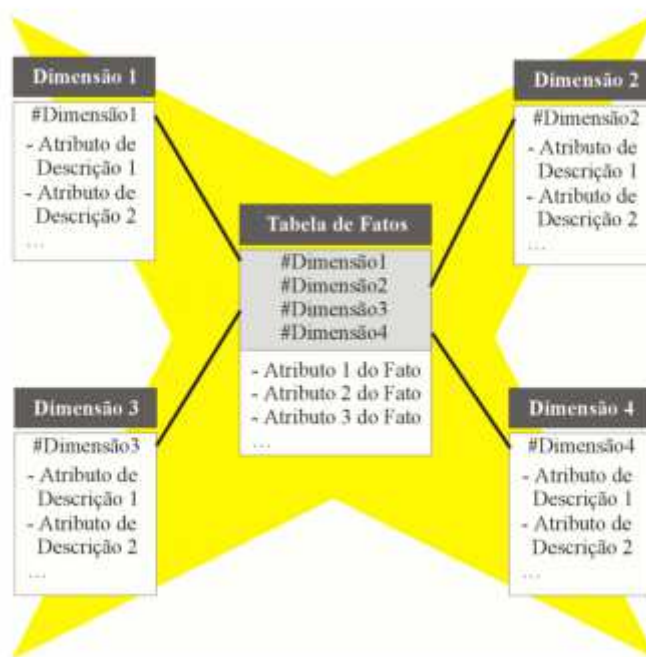 Dimensão 1
#Dimensão1
- Atributo de
Descrição 1
- Atributo de
Descrição 2
...
Dimensão 2
#Dimensão2
- Atributo de
Descrição 1
- Atributo de
Descrição 2
...
Tabela de Fatos
#Dimensão1
#Dimensão2
#Dimensão3
#Dimensão4
- Atributo 1 do Fato
- Atributo 2 do Fato
- Atributo 3 do Fato
...
Dimensão 3
#Dimensão3
- Atributo de
Descrição 1
- Atributo de
Descrição 2
...
Dimensão 4
#Dimensão4
- Atributo de
Descrição 1
- Atributo de
Descrição 2
...